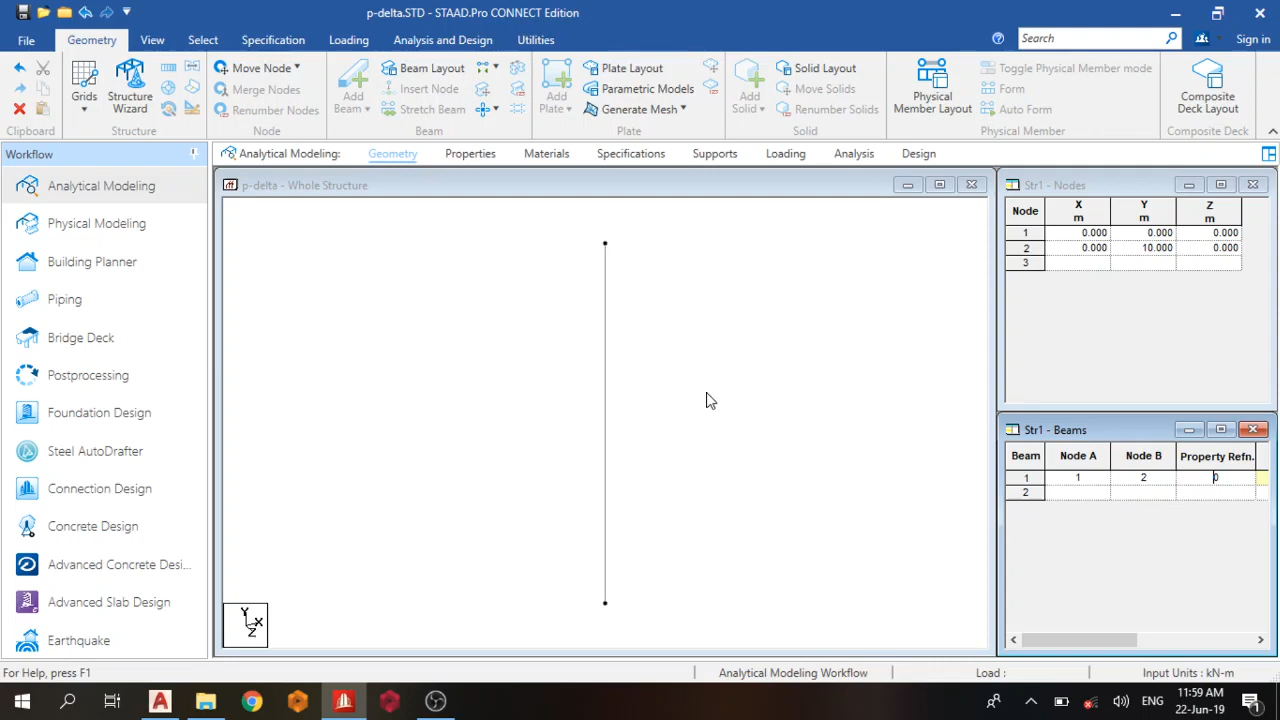 p-delta.STD - STAAD.Pro CONNECT Edition
File Geometry View Select Specification Loading Analysis and Design Utilities Search Sign in
Grids
Structure Wizard
Move Node
Merge Nodes
Renumber Nodes
Add Beam
Beam Layout
Insert Node
Stretch Beam
Add Plate
Plate Layout
Parametric Models
Generate Mesh
Add Solid
Solid Layout
Move Solids
Renumber Solids
Physical Member Layout
Toggle Physical Member mode
Form
Auto Form
Composite Deck Layout
Clipboard Structure Node Beam Plate Solid Physical Member Composite Deck
Workflow
Analytical Modeling: Geometry Properties Materials Specifications Supports Loading Analysis Design
Analytical Modeling
Physical Modeling
Building Planner
Piping
Bridge Deck
Postprocessing
Foundation Design
Steel AutoDrafter
Connection Design
Concrete Design
Advanced Concrete Desi...
Advanced Slab Design
Earthquake
p-delta - Whole Structure
Y
X
Z
Str1 - Nodes
Node X m Y m Z m
1 0.000 0.000 0.000
2 0.000 10.000 0.000
3
Str1 - Beams
Beam Node A Node B Property Refn.
1 1 2 0
2
For Help, press F1 Analytical Modeling Workflow Load : Input Units : kN-m
ENG
11:59 AM
22-Jun-19
1